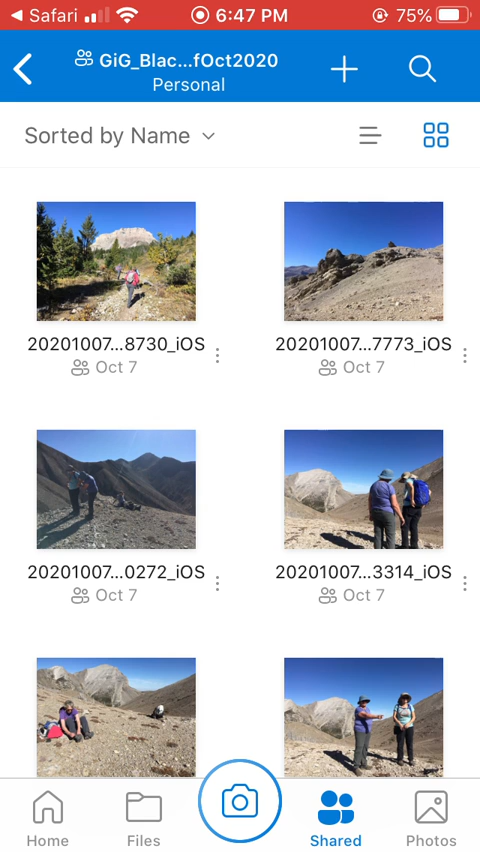 Safari 6:47 PM 75%
GiG_Blac...fOct2020
Personal
Sorted by Name
20201007...8730_iOS 20201007...7773_iOS
Oct 7 Oct 7
20201007...0272_iOS 20201007...3314_iOS
Oct 7 Oct 7
Home Files Shared Photos